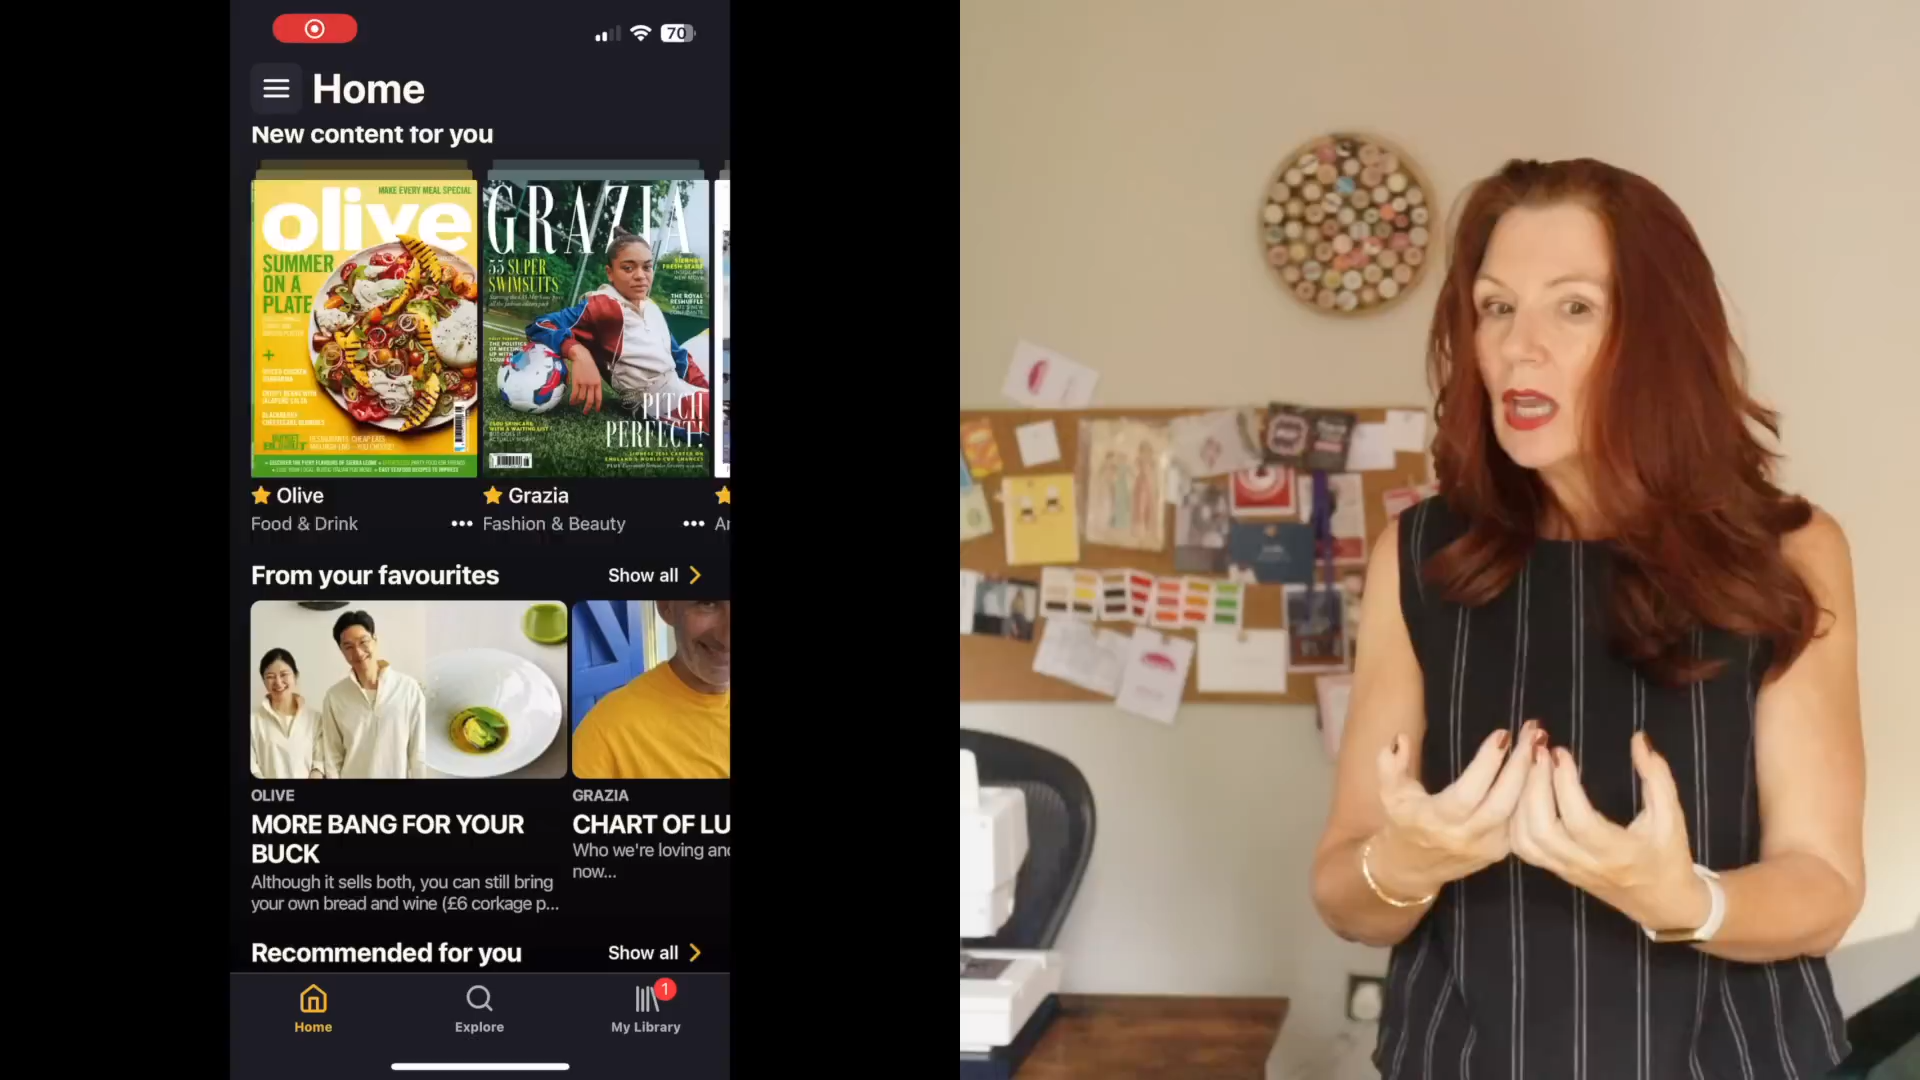 70
Home
New content for you
MAKE EVERY MEAL SPECIAL
olive
SUMMER
ON A
PLATE
GRAZIA
55 SUPER
SWIMSUITS
PITCH
PERFECT!
Olive
Food & Drink
Grazia
Fashion & Beauty
Ar
From your favourites
Show all
OLIVE
MORE BANG FOR YOUR
BUCK
Although it sells both, you can still bring
your own bread and wine (£6 corkage p...
GRAZIA
CHART OF LU
Who we're loving and
now...
Recommended for you
Show all
Home
Explore
1
My Library